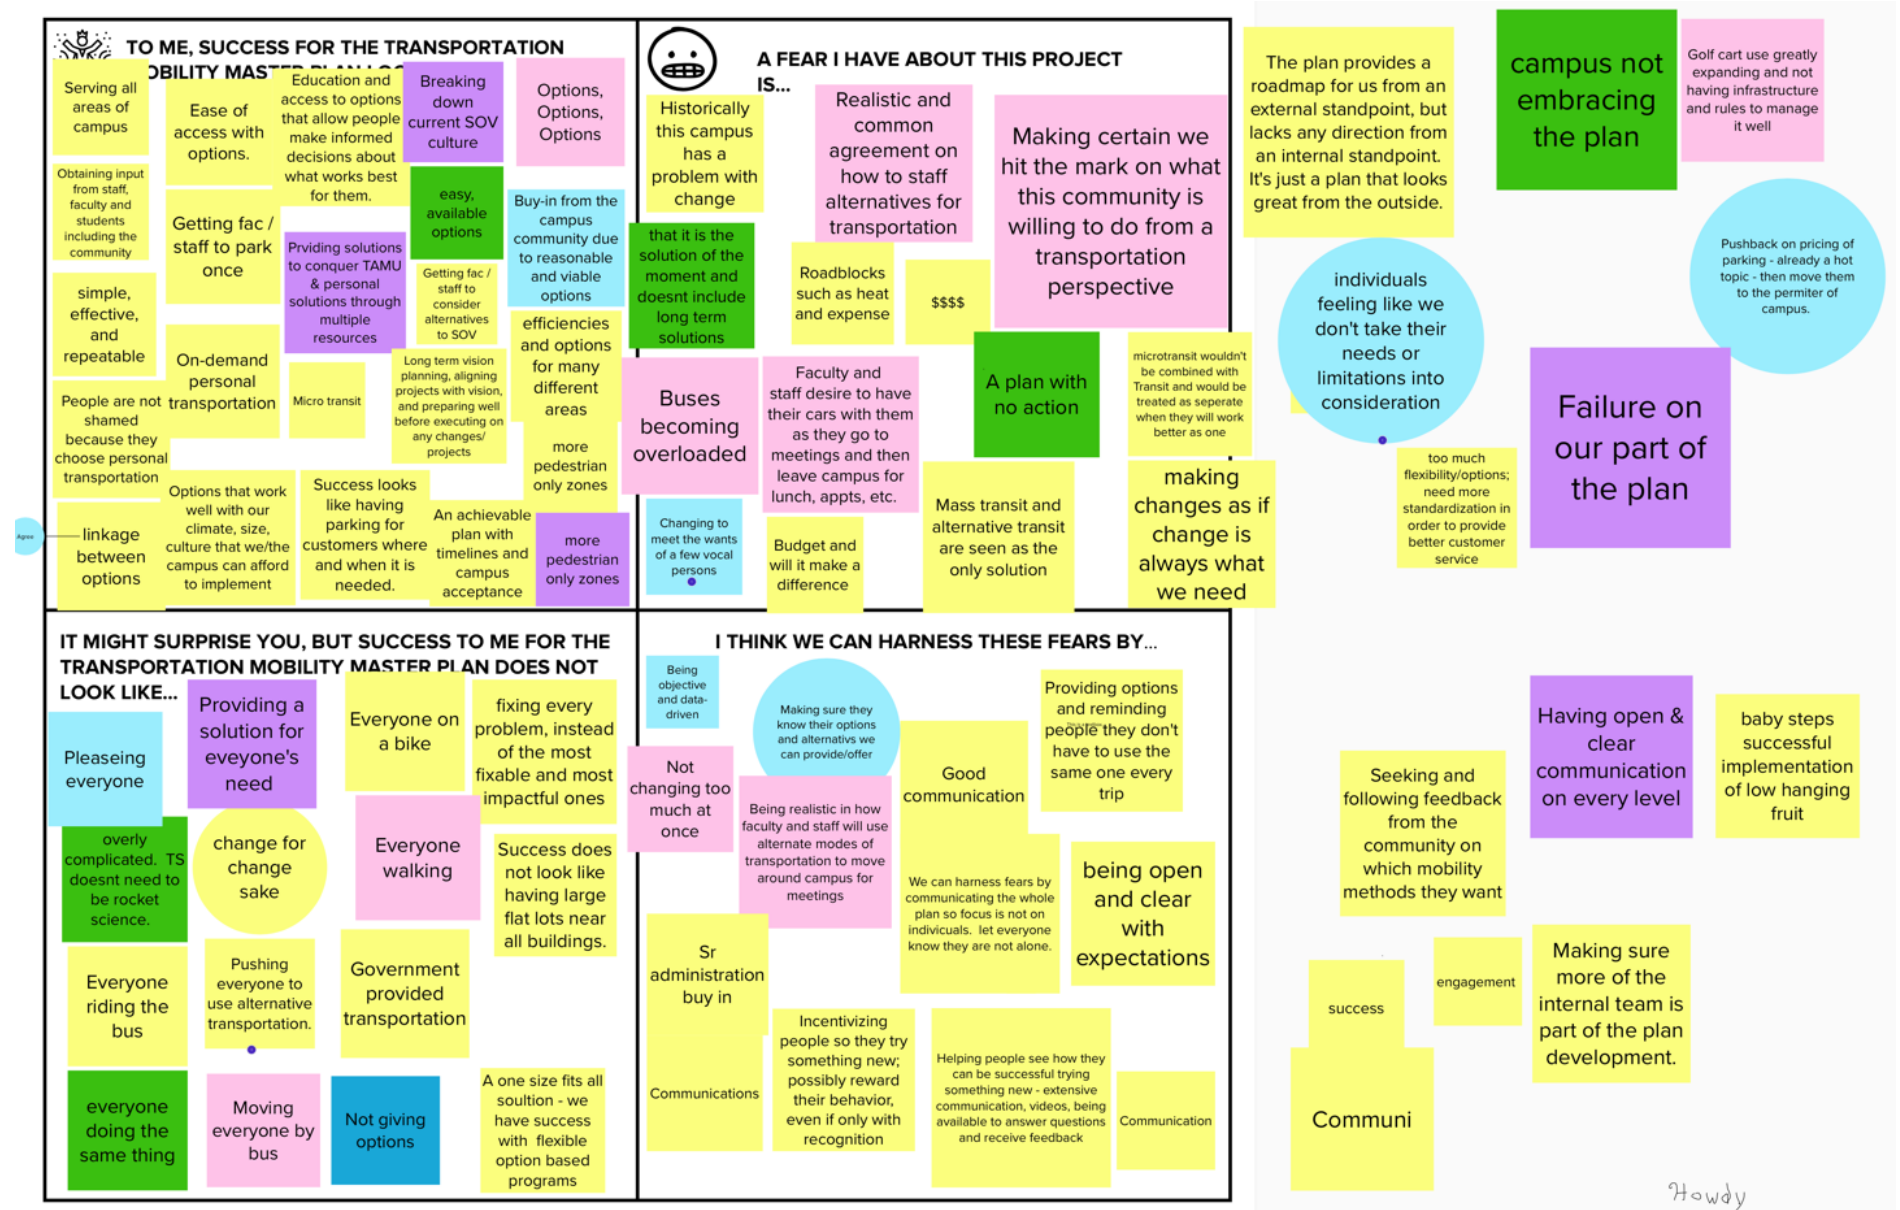 TO ME, SUCCESS FOR THE TRANSPORTATION
MOBILITY MASTER PLAN
Serving all
areas of
campus
Ease of
access with
options.
Education and
access to options
that allow people
make informed
decisions about
what works best
for them.
Breaking
down
current SOV
culture
Options,
Options,
Options
Obtaining input
from staff,
faculty and
students
including the
community
Getting fac /
staff to park
once
Prviding solutions
to conquer TAMU
& personal
solutions through
multiple
resources
easy,
available
options
Buy-in from the
campus
community due
to reasonable
and viable
options
simple,
effective,
and
repeatable
Getting fac /
staff to
consider
alternatives
to SOV
efficiencies
and options
for many
different
areas
On-demand
personal
transportation
Micro transit
Long term vision
planning, aligning
projects with vision,
and preparing well
before executing on
any changes/
projects
People are not
shamed
because they
choose personal
transportation
more
pedestrian
only zones
Agree
linkage
between
options
Options that work
well with our
climate, size,
culture that we/the
campus can afford
to implement
Success looks
like having
parking for
customers where
and when it is
needed.
An achievable
plan with
timelines and
campus
acceptance
more
pedestrian
only zones
A FEAR I HAVE ABOUT THIS PROJECT
IS...
Historically
this campus
has a
problem with
change
Realistic and
common
agreement on
how to staff
alternatives for
transportation
Making certain we
hit the mark on what
this community is
willing to do from a
transportation
perspective
that it is the
solution of the
moment and
doesnt include
long term
solutions
Roadblocks
such as heat
and expense
$$$$
Buses
becoming
overloaded
Faculty and
staff desire to have
their cars with them
as they go to
meetings and then
leave campus for
lunch, appts, etc.
A plan with
no action
microtransit wouldn't
be combined with
Transit and would be
treated as seperate
when they will work
better as one
Changing to
meet the wants
of a few vocal
persons
Budget and
will it make a
difference
Mass transit and
alternative transit
are seen as the
only solution
making
changes as if
change is
always what
we need
The plan provides a
roadmap for us from an
external standpoint, but
lacks any direction from
an internal standpoint.
It's just a plan that looks
great from the outside.
campus not
embracing
the plan
Golf cart use greatly
expanding and not
having infrastructure
and rules to manage
it well
individuals
feeling like we
don't take their
needs or
limitations into
consideration
Pushback on pricing of
parking - already a hot
topic - then move them
to the permiter of
campus.
Failure on
our part of
the plan
too much
flexibility/options;
need more
standardization in
order to provide
better customer
service
IT MIGHT SURPRISE YOU, BUT SUCCESS TO ME FOR THE
TRANSPORTATION MOBILITY MASTER PLAN DOES NOT
LOOK LIKE...
Pleaseing
everyone
Providing a
solution for
eveyone's
need
Everyone on
a bike
fixing every
problem, instead
of the most
fixable and most
impactful ones
overly
complicated. TS
doesnt need to
be rocket
science.
change for
change
sake
Everyone
walking
Success does
not look like
having large
flat lots near
all buildings.
Everyone
riding the
bus
Pushing
everyone to
use alternative
transportation.
Government
provided
transportation
everyone
doing the
same thing
Moving
everyone by
bus
Not giving
options
A one size fits all
soultion - we
have success
with flexible
option based
programs
I THINK WE CAN HARNESS THESE FEARS BY...
Being
objective
and data-
driven
Making sure they
know their options
and alternativs we
can provide/offer
Providing options
and reminding
people they don't
have to use the
same one every
trip
Not
changing too
much at
once
Good
communication
Being realistic in how
faculty and staff will use
alternate modes of
transportation to move
around campus for
meetings
We can harness fears by
communicating the whole
plan so focus is not on
indivicuals. let everyone
know they are not alone.
being open
and clear
with
expectations
Sr
administration
buy in
Communications
Incentivizing
people so they try
something new;
possibly reward
their behavior,
even if only with
recognition
Helping people see how they
can be successful trying
something new - extensive
communication, videos, being
available to answer questions
and receive feedback
Communication
Having open &
clear
communication
on every level
baby steps
successful
implementation
of low hanging
fruit
Seeking and
following feedback
from the
community on
which mobility
methods they want
success
engagement
Making sure
more of the
internal team is
part of the plan
development.
Communi
Howdy